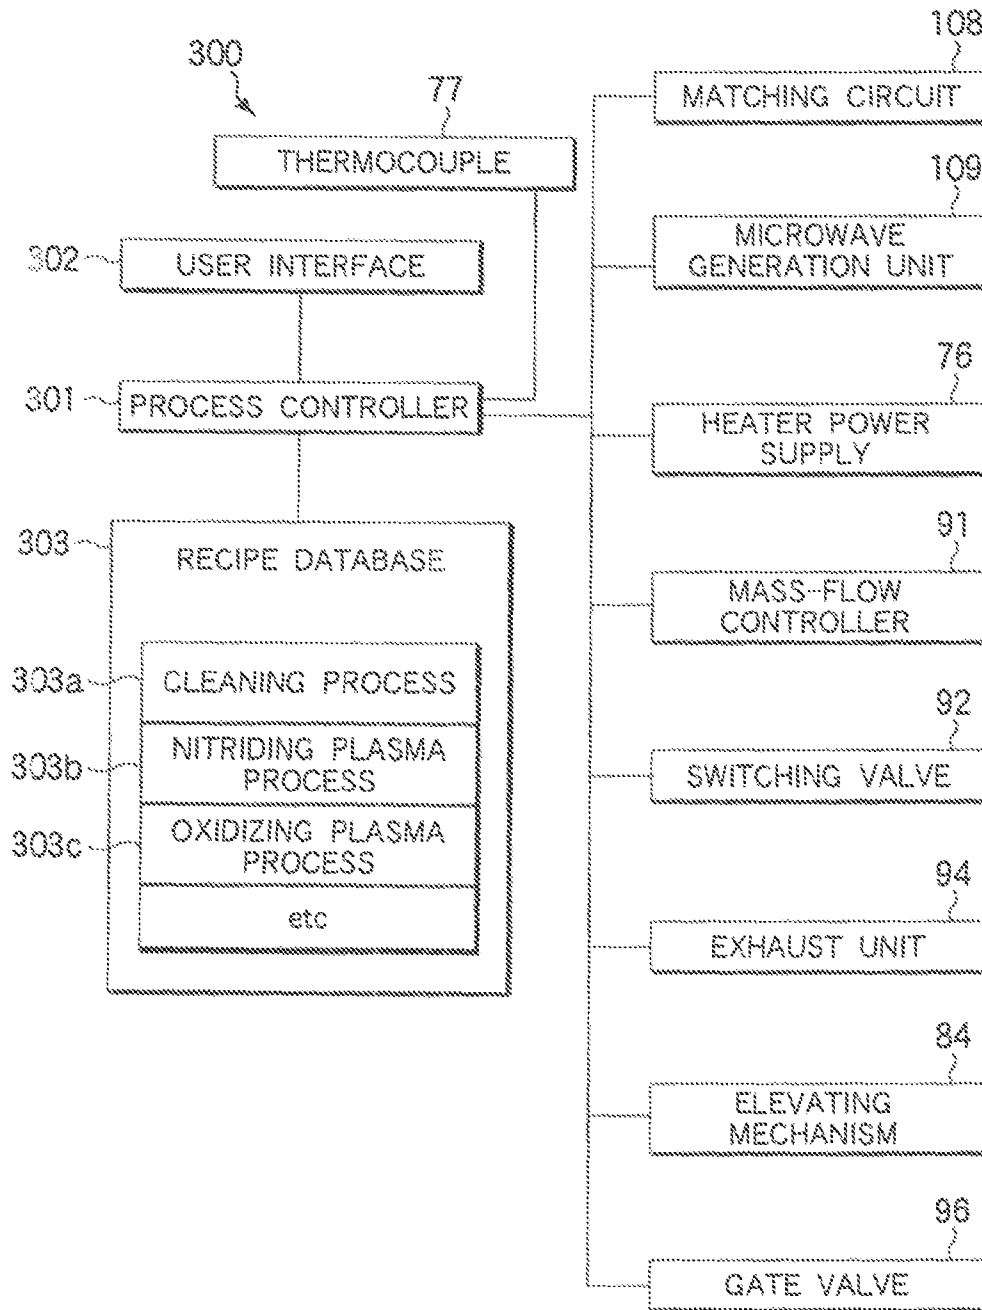 300
77
THERMOCOUPLE
302
USER INTERFACE
301
PROCESS CONTROLLER
303
RECIPE DATABASE
303a
CLEANING PROCESS
303b
NITRIDING PLASMA
PROCESS
303c
OXIDIZING PLASMA
PROCESS
etc
108
MATCHING CIRCUIT
109
MICROWAVE
GENERATION UNIT
76
HEATER POWER
SUPPLY
91
MASS-FLOW
CONTROLLER
92
SWITCHING VALVE
94
EXHAUST UNIT
84
ELEVATING
MECHANISM
96
GATE VALVE